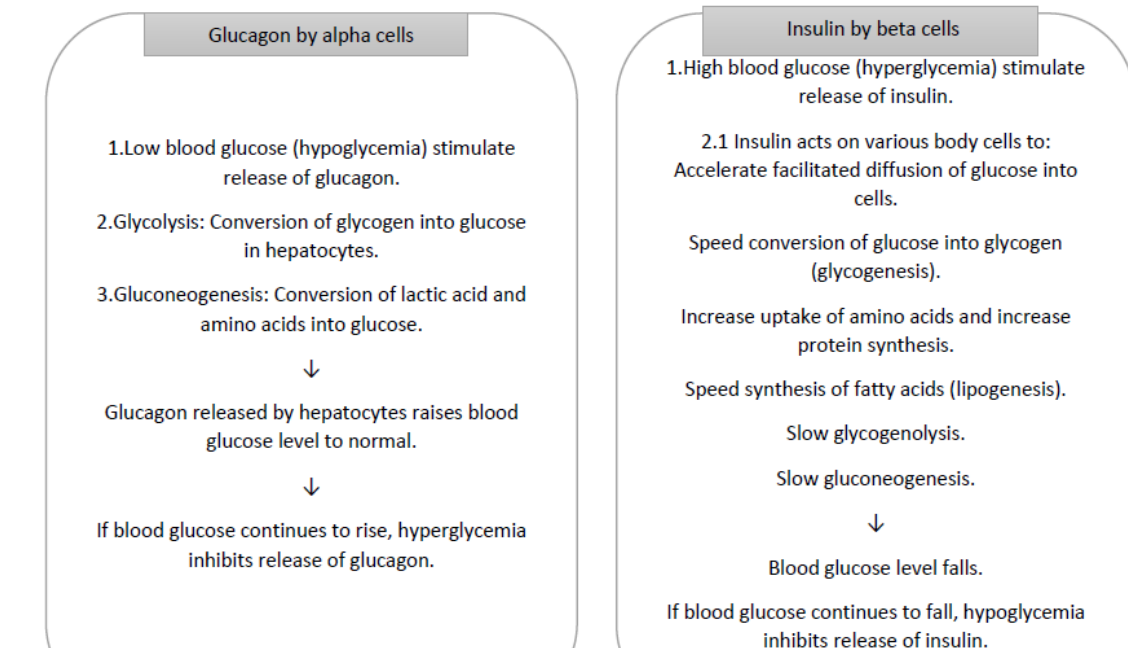 Glucagon by alpha cells
1.Low blood glucose (hypoglycemia) stimulate
release of glucagon.
2.Glycolysis: Conversion of glycogen into glucose
in hepatocytes.
3.Gluconeogenesis: Conversion of lactic acid and
amino acids into glucose.
↓
Glucagon released by hepatocytes raises blood
glucose level to normal.
↓
If blood glucose continues to rise, hyperglycemia
inhibits release of glucagon.
Insulin by beta cells
1.High blood glucose (hyperglycemia) stimulate
release of insulin.
2.1 Insulin acts on various body cells to:
Accelerate facilitated diffusion of glucose into
cells.
Speed conversion of glucose into glycogen
(glycogenesis).
Increase uptake of amino acids and increase
protein synthesis.
Speed synthesis of fatty acids (lipogenesis).
Slow glycogenolysis.
Slow gluconeogenesis.
↓
Blood glucose level falls.
If blood glucose continues to fall, hypoglycemia
inhibits release of insulin.